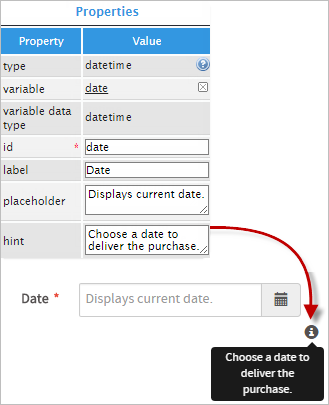 Properties
Property Value
type datetime
variable date
variable data
type
datetime
id * date
label Date
placeholder Displays current date.
hint Choose a date to
deliver the purchase.
Date * Displays current date.
Choose a date to
deliver the
purchase.